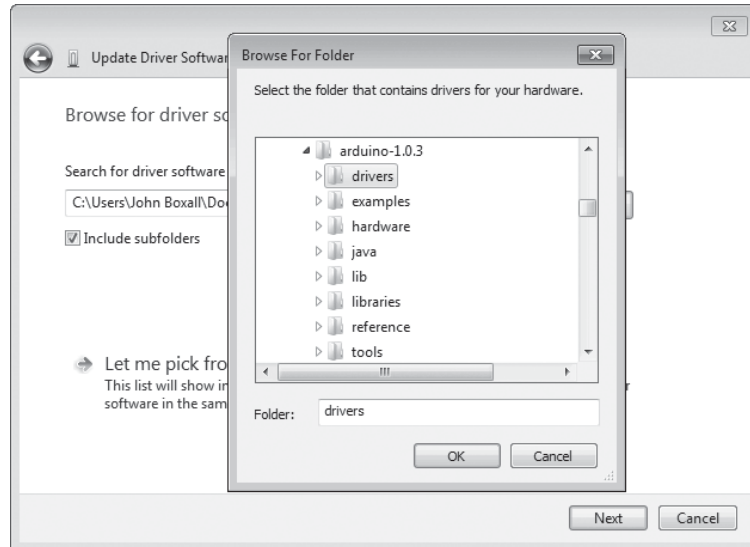 Update Driver Softwar
Browse For Folder
Select the folder that contains drivers for your hardware.
Browse for driver so
Search for driver software
C:\Users\John Boxall\Do
Include subfolders
arduino-1.0.3
drivers
examples
hardware
java
lib
libraries
reference
tools
Let me pick fro
This list will show in
software in the sam
Folder:
drivers
OK
Cancel
Next
Cancel